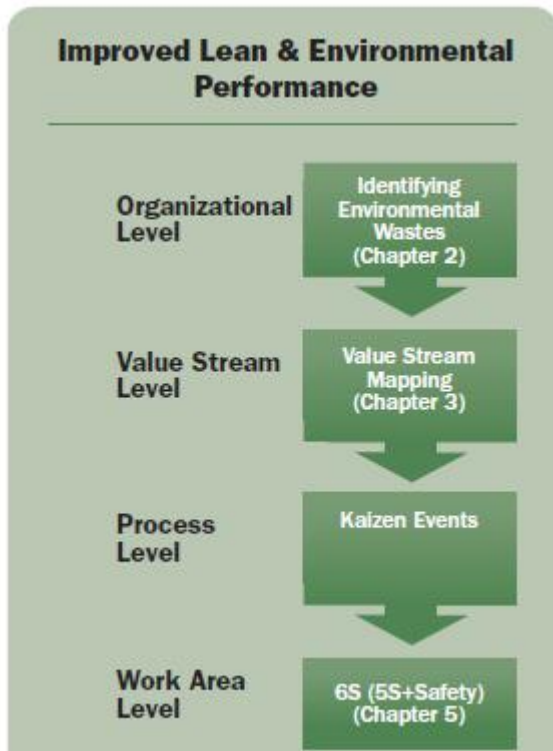 Improved Lean & Environmental
Performance
Organizational
Level
Identifying
Environmental
Wastes
(Chapter 2)
Value Stream
Level
Value Stream
Mapping
(Chapter 3)
Process
Level
Kaizen Events
Work Area
Level
6S (5S+Safety)
(Chapter 5)